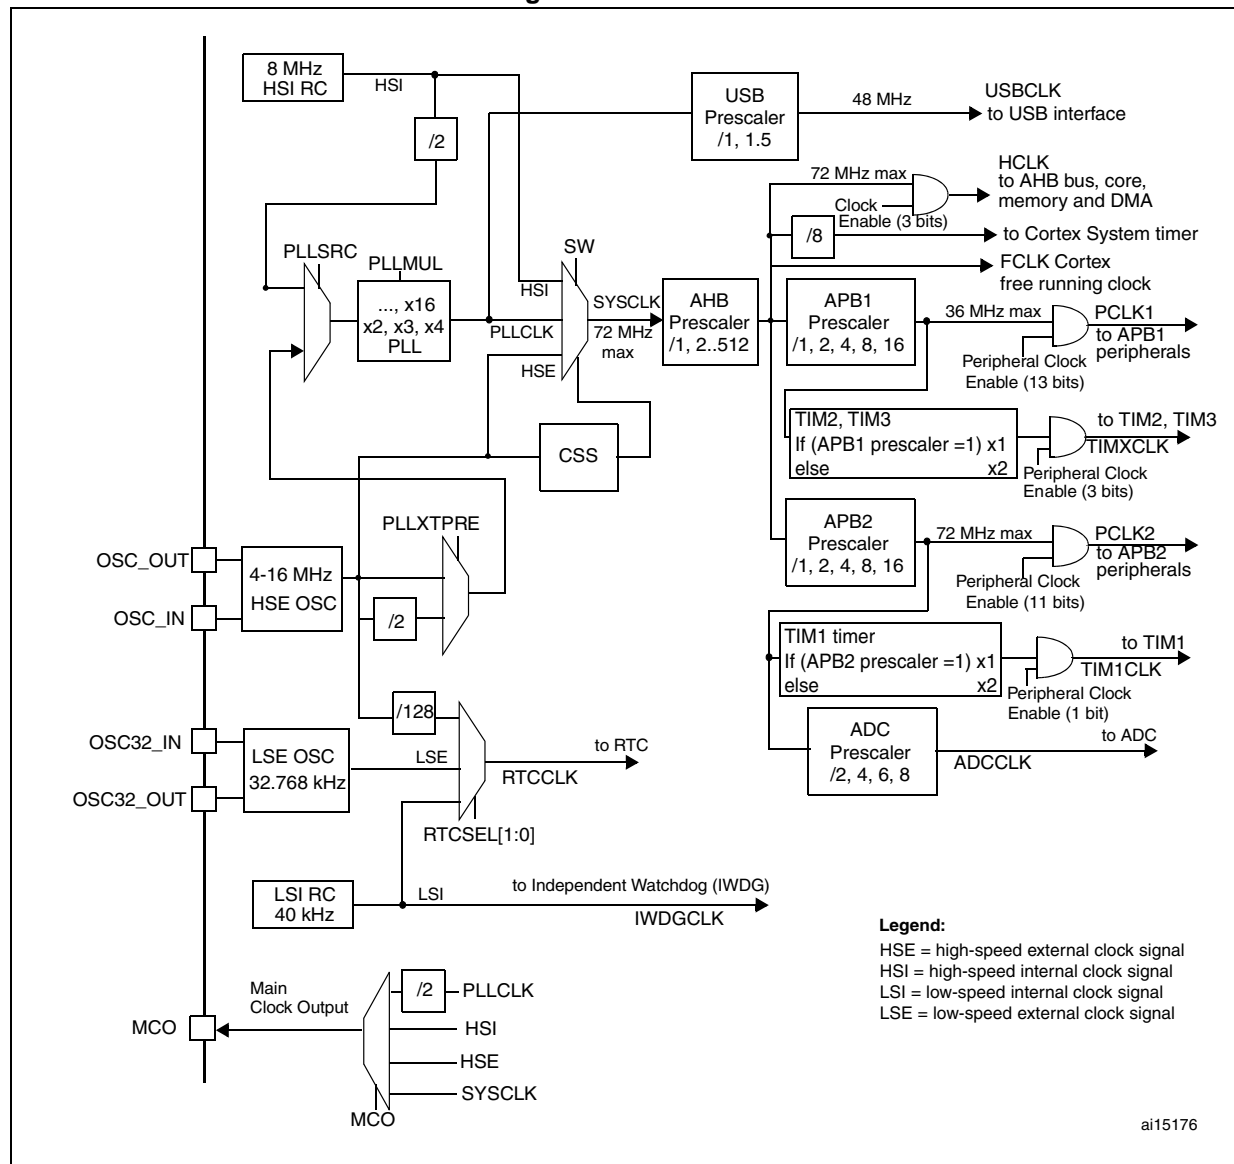 g
8 MHz
HSI RC
HSI
/2
USB
Prescaler
/1, 1.5
48 MHz
USBCLK
to USB interface
72 MHz max
Clock
Enable (3 bits)
HCLK
to AHB bus, core,
memory and DMA
/8
to Cortex System timer
FCLK Cortex
free running clock
PLLSRC
PLLMUL
..., x16
x2, x3, x4
PLL
SW
HSI
PLLCLK
HSE
SYSCLK
72 MHz
max
AHB
Prescaler
/1, 2..512
APB1
Prescaler
/1, 2, 4, 8, 16
36 MHz max
PCLK1
to APB1
peripherals
Peripheral Clock
Enable (13 bits)
TIM2, TIM3
If (APB1 prescaler =1) x1
else x2
to TIM2, TIM3
TIMXCLK
Peripheral Clock
Enable (3 bits)
CSS
PLLXTPRE
OSC_OUT
OSC_IN
4-16 MHz
HSE OSC
/2
APB2
Prescaler
/1, 2, 4, 8, 16
72 MHz max
PCLK2
to APB2
peripherals
Peripheral Clock
Enable (11 bits)
TIM1 timer
If (APB2 prescaler =1) x1
else x2
to TIM1
TIM1CLK
Peripheral Clock
Enable (1 bit)
/128
OSC32_IN
OSC32_OUT
LSE OSC
32.768 kHz
LSE
to RTC
RTCCLK
RTCSEL[1:0]
ADC
Prescaler
/2, 4, 6, 8
to ADC
ADCCLK
LSI RC
40 kHz
LSI
to Independent Watchdog (IWDG)
IWDGCLK
Legend:
HSE = high-speed external clock signal
HSI = high-speed internal clock signal
LSI = low-speed internal clock signal
LSE = low-speed external clock signal
Main
Clock Output
MCO
/2
PLLCLK
HSI
HSE
SYSCLK
MCO
ai15176